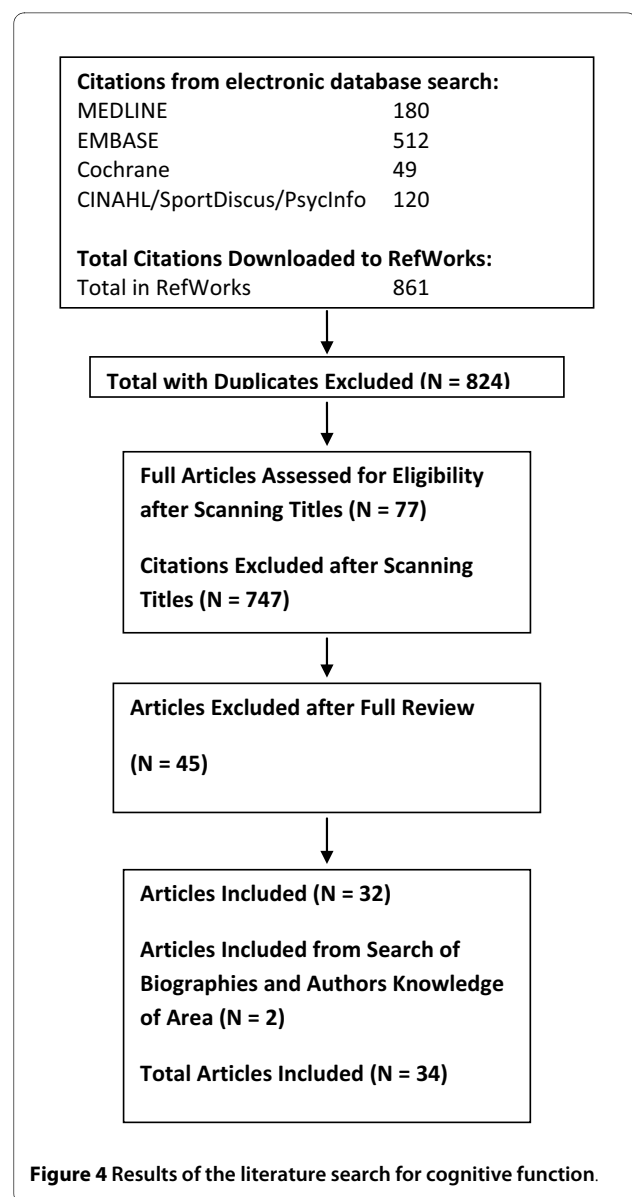 Citations from electronic database search:
MEDLINE 180
EMBASE 512
Cochrane 49
CINAHL/SportDiscus/PsycInfo 120
Total Citations Downloaded to RefWorks:
Total in RefWorks 861
Total with Duplicates Excluded (N = 824)
Full Articles Assessed for Eligibility
after Scanning Titles (N = 77)
Citations Excluded after Scanning
Titles (N = 747)
Articles Excluded after Full Review
(N = 45)
Articles Included (N = 32)
Articles Included from Search of
Biographies and Authors Knowledge
of Area (N = 2)
Total Articles Included (N = 34)
Figure 4 Results of the literature search for cognitive function.